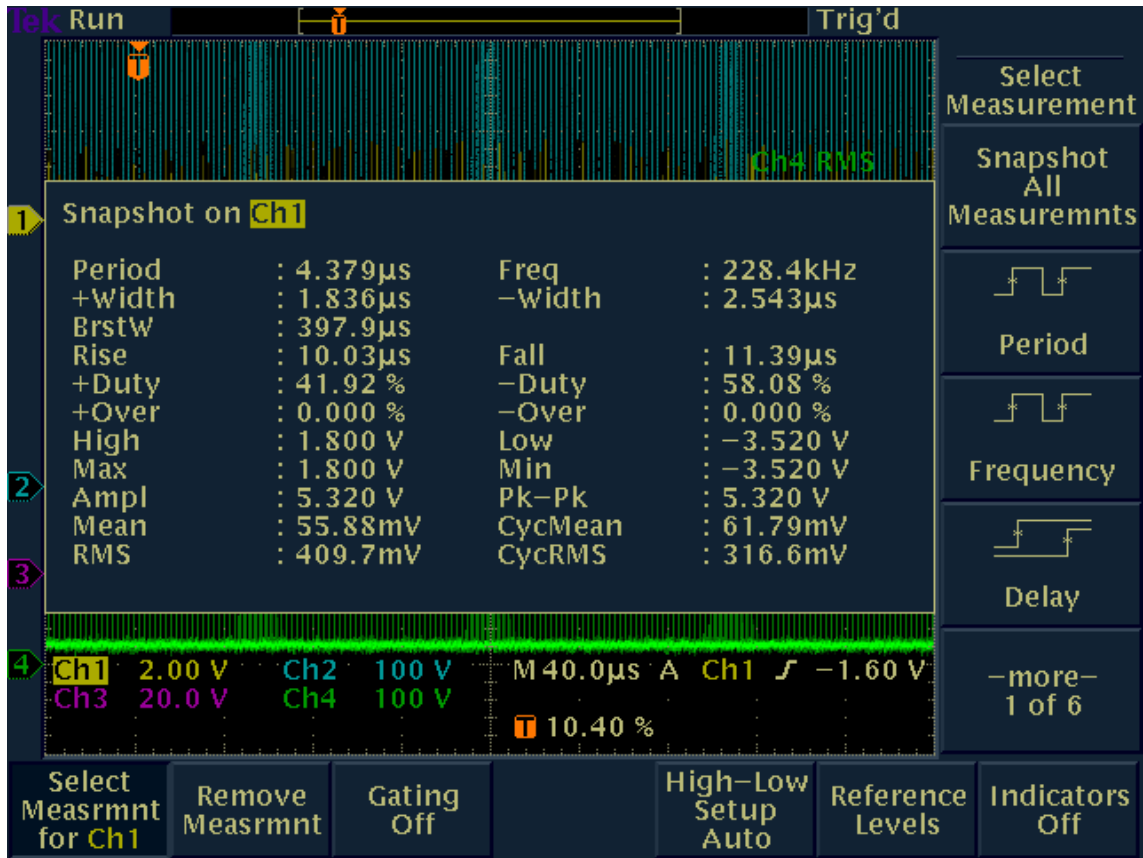 Tek Run Trig'd
T
T
Ch4 RMS
1
2
3
4
Snapshot on Ch1
Period : 4.379µs Freq : 228.4kHz
+Width : 1.836µs −Width : 2.543µs
BrstW : 397.9µs
Rise : 10.03µs Fall : 11.39µs
+Duty : 41.92 % −Duty : 58.08 %
+Over : 0.000 % −Over : 0.000 %
High : 1.800 V Low : −3.520 V
Max : 1.800 V Min : −3.520 V
Ampl : 5.320 V Pk−Pk : 5.320 V
Mean : 55.88mV CycMean : 61.79mV
RMS : 409.7mV CycRMS : 316.6mV
Ch1 2.00 V Ch2 100 V M 40.0µs A Ch1 −1.60 V
Ch3 20.0 V Ch4 100 V
T 10.40 %
Select
Measurement
Snapshot
All
Measuremnts
Period
Frequency
Delay
−more−
1 of 6
Select
Measrmnt
for Ch1
Remove
Measrmnt
Gating
Off
High−Low
Setup
Auto
Reference
Levels
Indicators
Off